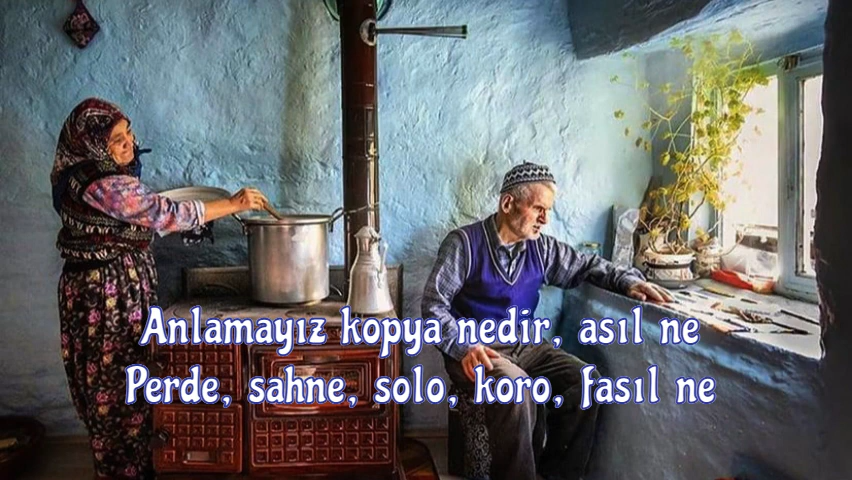 Anlamayız kopya nedir, asıl ne
Perde, sahne, solo, koro, fasıl ne